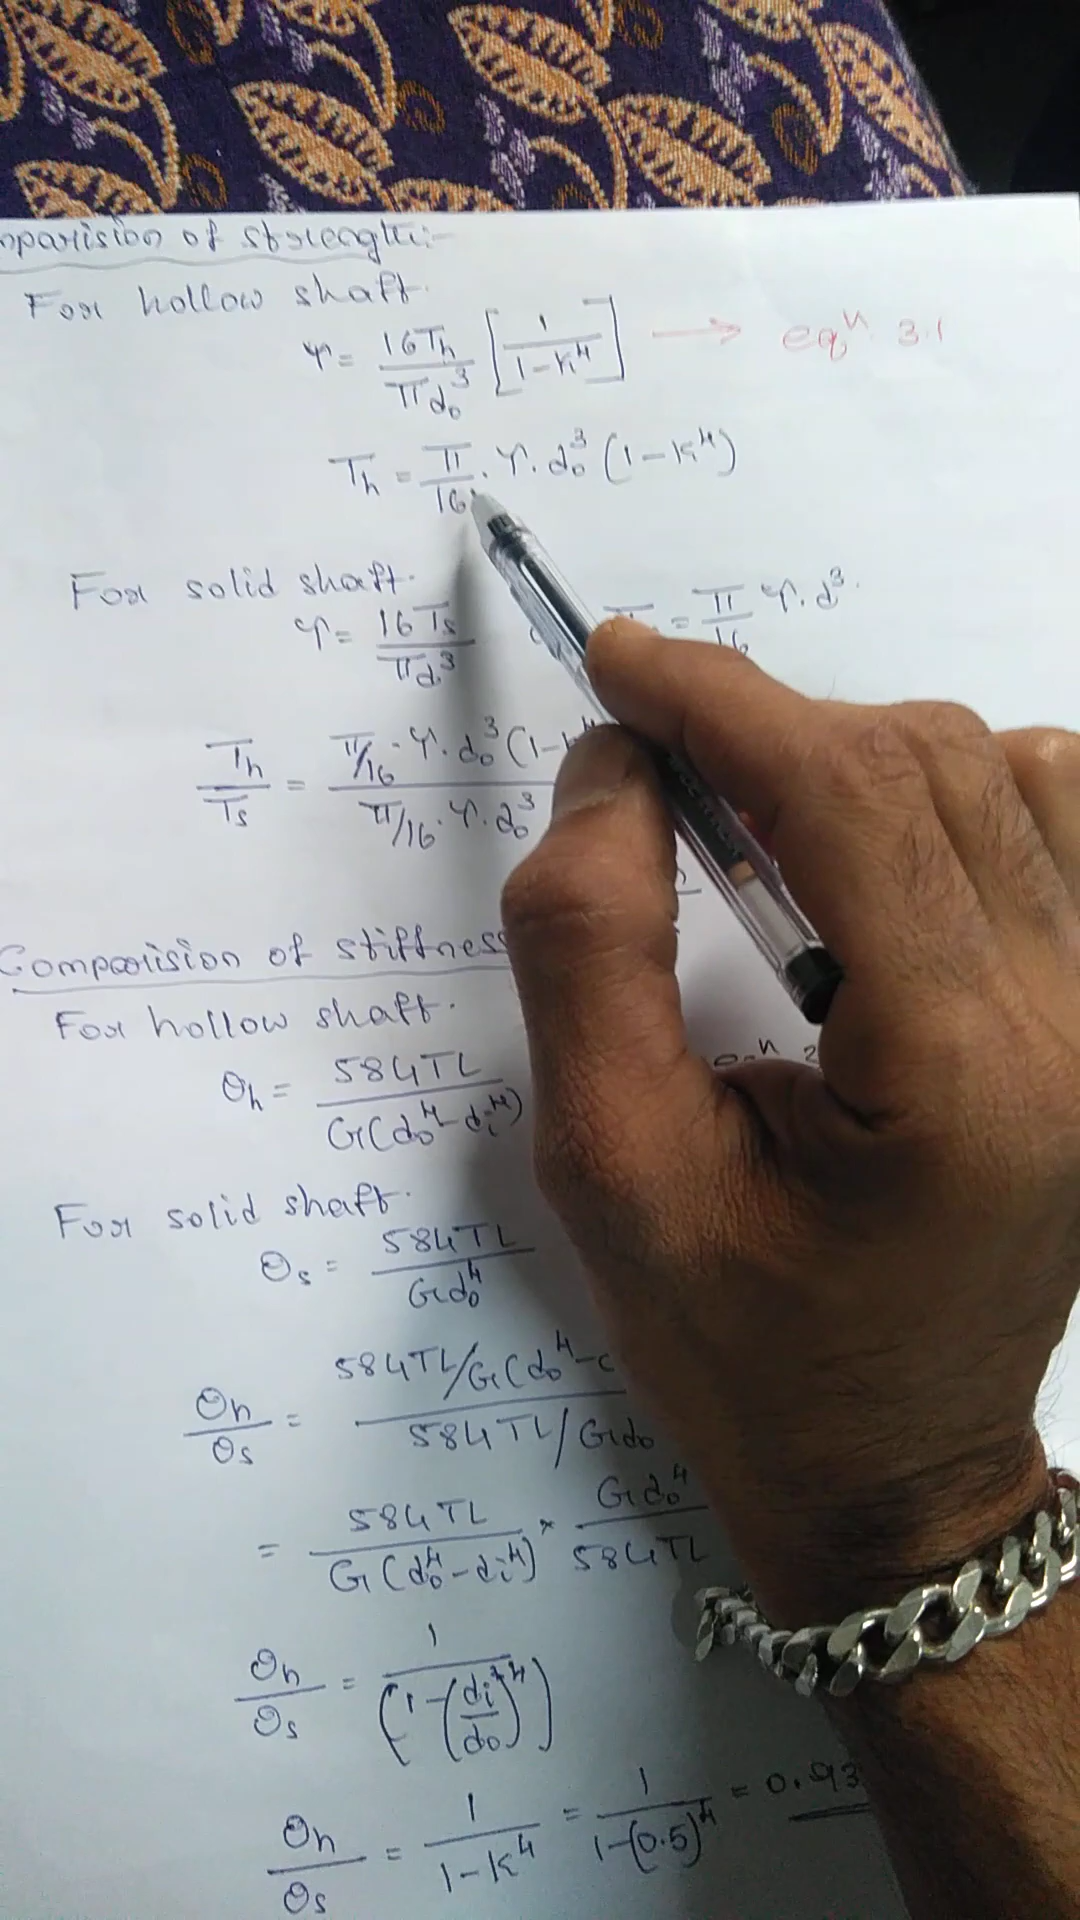 mparision of strength:-
For hollow shaft.
τ = 16Th / πdo³ [1 / 1-K⁴] → eqⁿ 3.1
Th = π/16 · τ · do³ (1-K⁴)
For solid shaft.
τ = 16Ts / πd³ = π/16 τ·d³.
Th/Ts = π/16 · τ · do³ (1- / π/16 · τ · do³
Comparision of stiffness
For hollow shaft.
θh = 584TL / G(do⁴-di⁴)
For solid shaft.
θs = 584TL / Gdo⁴
θh/θs = 584TL/G(do⁴- / 584TL/Gdo
= 584TL / G(do⁴-di⁴) × Gdo⁴ / 584TL
θh/θs = 1 / (1-(di/do)⁴)
θh/θs = 1 / 1-K⁴ = 1 / 1-(0.5)⁴ = 0.93